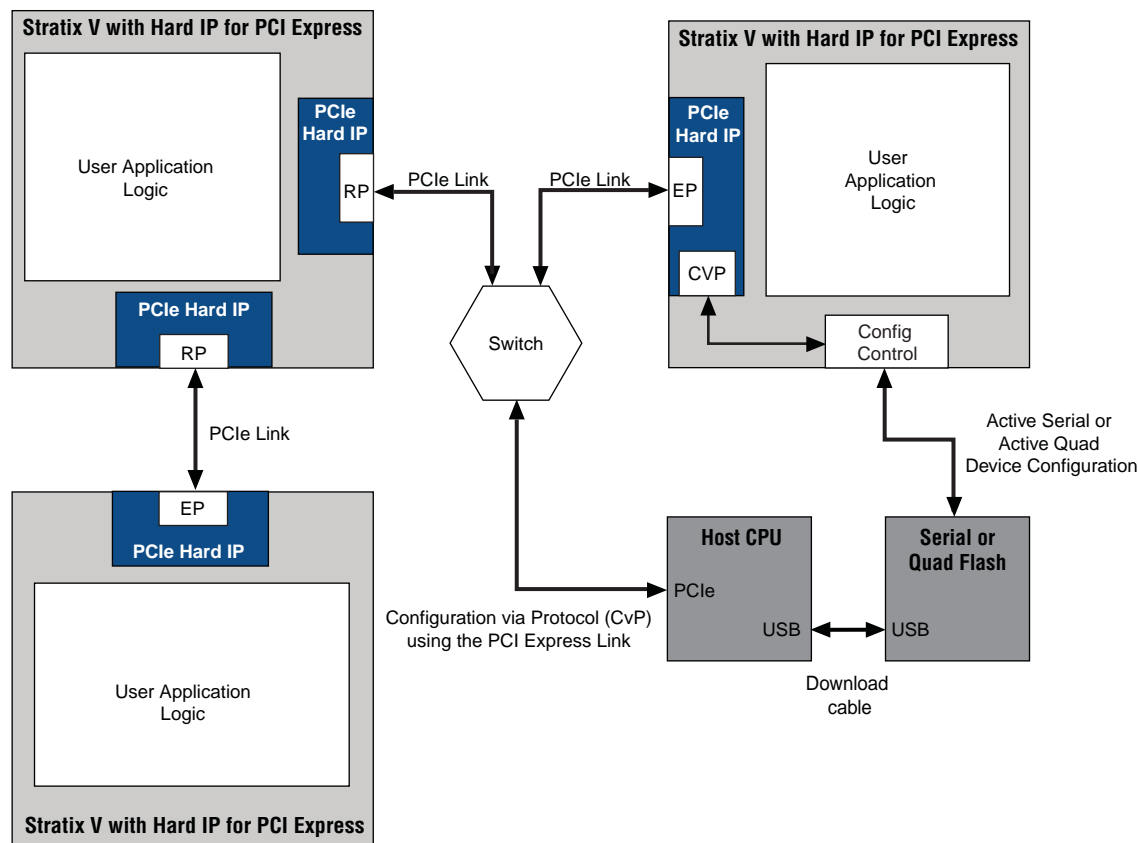 Stratix V with Hard IP for PCI Express
User Application
Logic
PCIe
Hard IP
RP
PCIe Hard IP
RP
PCIe Link
PCIe Link
Switch
PCIe Link
Stratix V with Hard IP for PCI Express
PCIe
Hard IP
EP
CVP
User
Application
Logic
Config
Control
Active Serial or
Active Quad
Device Configuration
EP
PCIe Hard IP
User Application
Logic
Stratix V with Hard IP for PCI Express
Configuration via Protocol (CvP)
using the PCI Express Link
Host CPU
PCIe
USB
Serial or
Quad Flash
USB
Download
cable